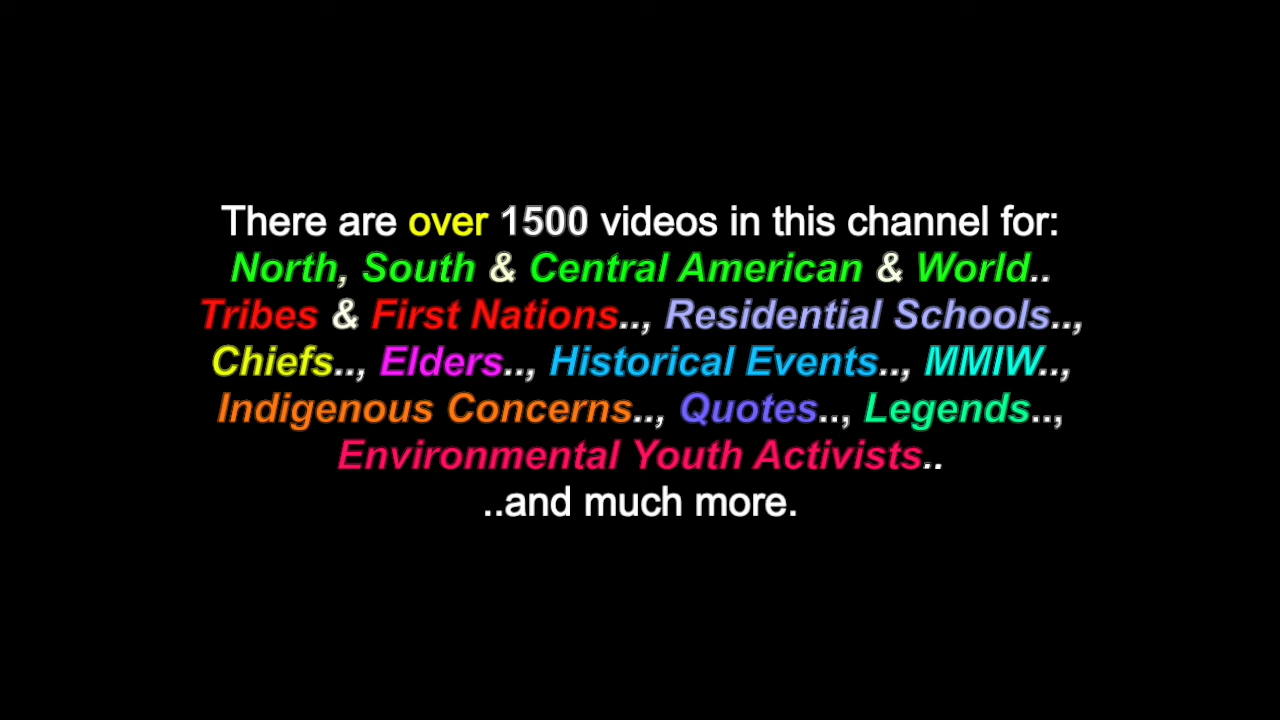 There are over 1500 videos in this channel for:
North, South & Central American & World..
Tribes & First Nations.., Residential Schools..,
Chiefs.., Elders.., Historical Events.., MMIW..,
Indigenous Concerns.., Quotes.., Legends..,
Environmental Youth Activists..
..and much more.